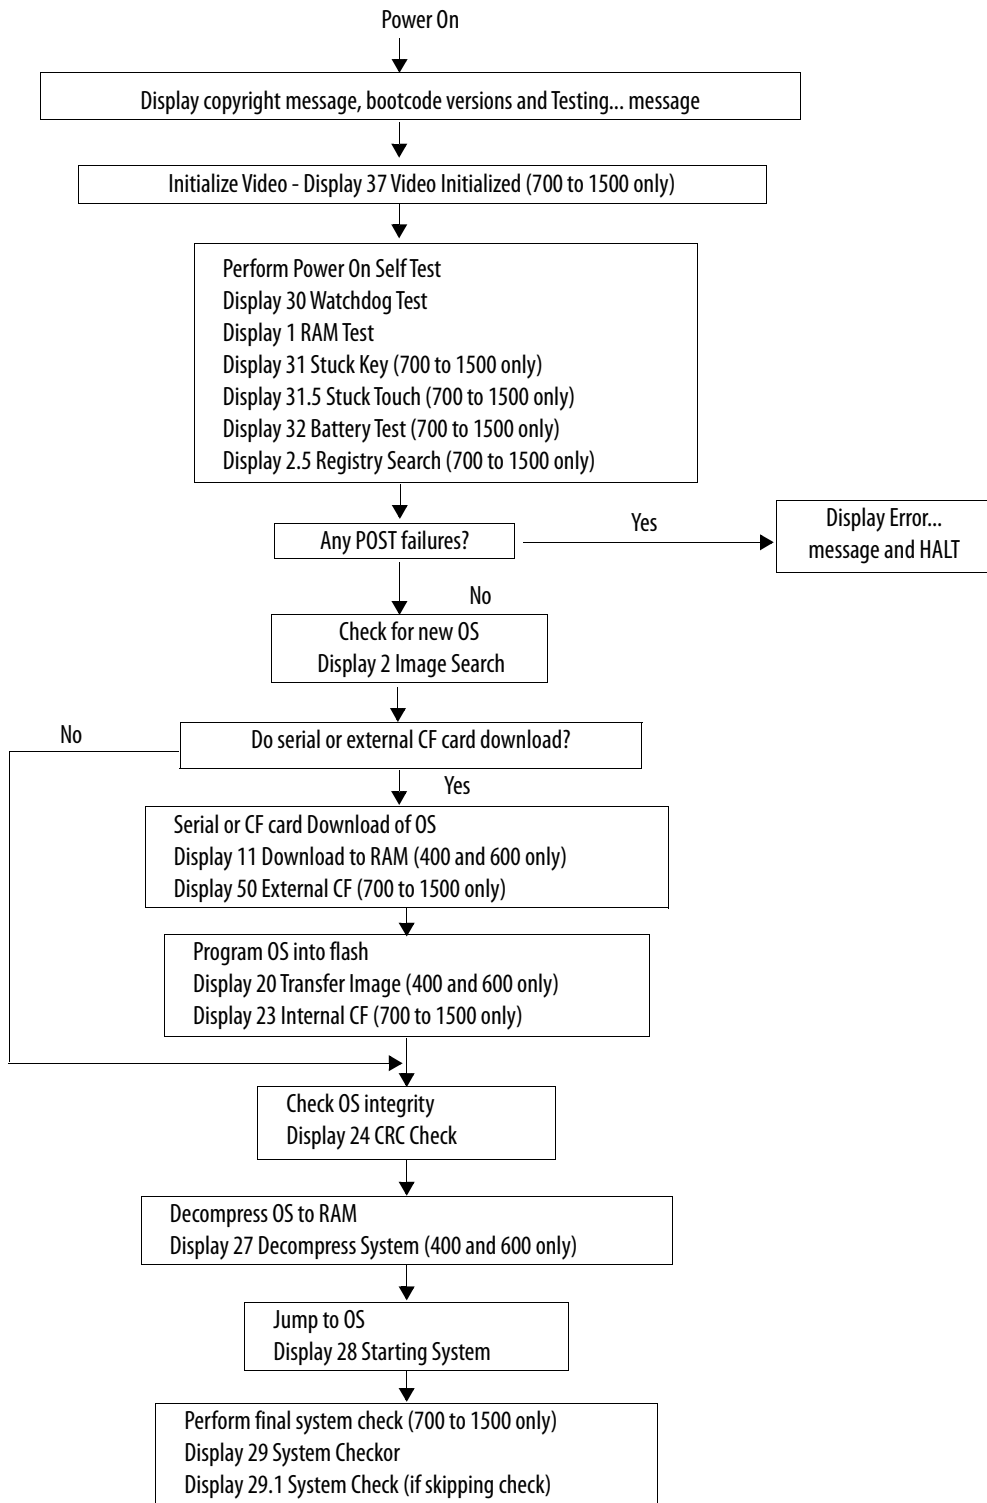 Power On
Display copyright message, bootcode versions and Testing... message
Initialize Video - Display 37 Video Initialized (700 to 1500 only)
Perform Power On Self Test
Display 30 Watchdog Test
Display 1 RAM Test
Display 31 Stuck Key (700 to 1500 only)
Display 31.5 Stuck Touch (700 to 1500 only)
Display 32 Battery Test (700 to 1500 only)
Display 2.5 Registry Search (700 to 1500 only)
Any POST failures?
Yes
Display Error...
message and HALT
No
Check for new OS
Display 2 Image Search
No
Do serial or external CF card download?
Yes
Serial or CF card Download of OS
Display 11 Download to RAM (400 and 600 only)
Display 50 External CF (700 to 1500 only)
Program OS into flash
Display 20 Transfer Image (400 and 600 only)
Display 23 Internal CF (700 to 1500 only)
Check OS integrity
Display 24 CRC Check
Decompress OS to RAM
Display 27 Decompress System (400 and 600 only)
Jump to OS
Display 28 Starting System
Perform final system check (700 to 1500 only)
Display 29 System Checkor
Display 29.1 System Check (if skipping check)